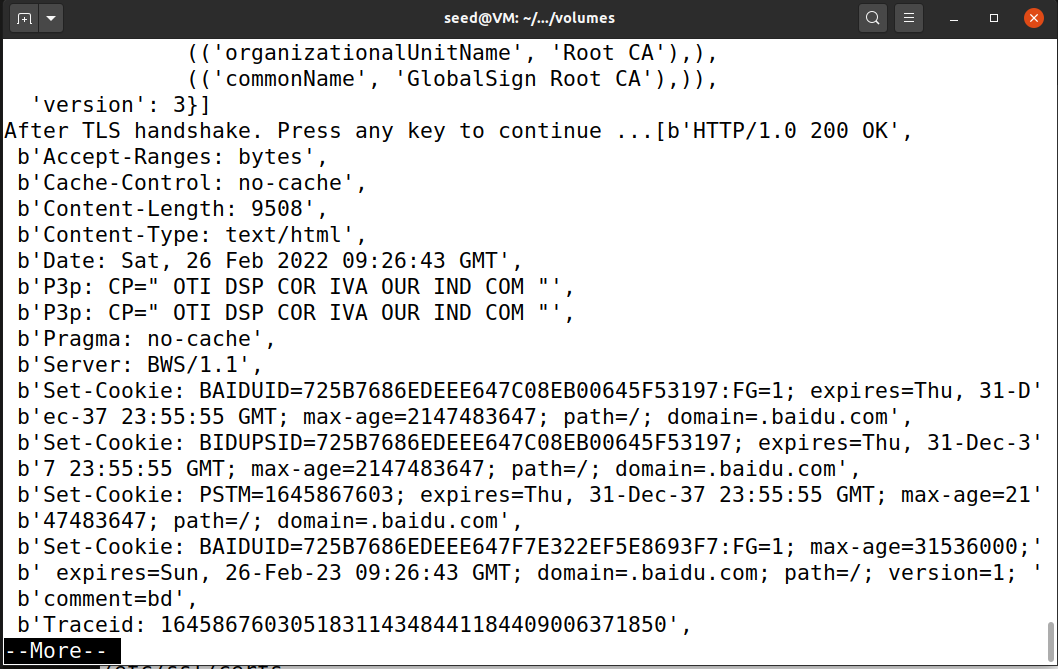 seed@VM: ~/.../volumes
(('organizationalUnitName', 'Root CA'),),
(('commonName', 'GlobalSign Root CA'),)),
'version': 3}]
After TLS handshake. Press any key to continue ...[b'HTTP/1.0 200 OK',
b'Accept-Ranges: bytes',
b'Cache-Control: no-cache',
b'Content-Length: 9508',
b'Content-Type: text/html',
b'Date: Sat, 26 Feb 2022 09:26:43 GMT',
b'P3p: CP=" OTI DSP COR IVA OUR IND COM "',
b'P3p: CP=" OTI DSP COR IVA OUR IND COM "',
b'Pragma: no-cache',
b'Server: BWS/1.1',
b'Set-Cookie: BAIDUID=725B7686EDEEE647C08EB00645F53197:FG=1; expires=Thu, 31-D'
b'ec-37 23:55:55 GMT; max-age=2147483647; path=/; domain=.baidu.com',
b'Set-Cookie: BIDUPSID=725B7686EDEEE647C08EB00645F53197; expires=Thu, 31-Dec-3'
b'7 23:55:55 GMT; max-age=2147483647; path=/; domain=.baidu.com',
b'Set-Cookie: PSTM=1645867603; expires=Thu, 31-Dec-37 23:55:55 GMT; max-age=21'
b'47483647; path=/; domain=.baidu.com',
b'Set-Cookie: BAIDUID=725B7686EDEEE647F7E322EF5E8693F7:FG=1; max-age=31536000;'
b' expires=Sun, 26-Feb-23 09:26:43 GMT; domain=.baidu.com; path=/; version=1; '
b'comment=bd',
b'Traceid: 1645867603051831143484411844090063718​50',
--More--